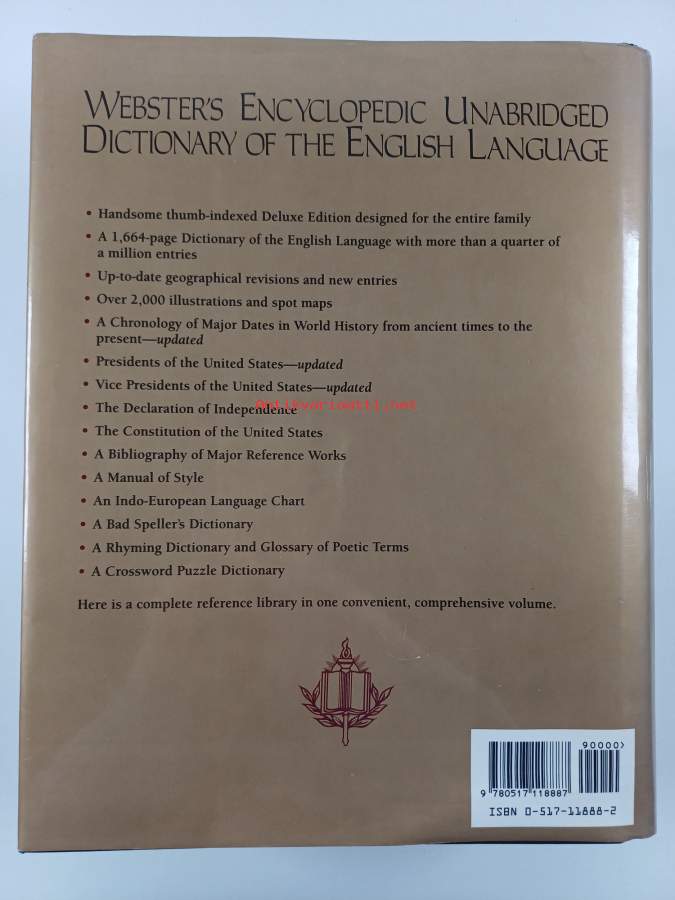 WEBSTER'S ENCYCLOPEDIC UNABRIDGED
DICTIONARY OF THE ENGLISH LANGUAGE
• Handsome thumb-indexed Deluxe Edition designed for the entire family
• A 1,664-page Dictionary of the English Language with more than a quarter of
a million entries
• Up-to-date geographical revisions and new entries
• Over 2,000 illustrations and spot maps
• A Chronology of Major Dates in World History from ancient times to the
present—updated
• Presidents of the United States—updated
• Vice Presidents of the United States—updated
• The Declaration of Independence
Antikvariaatti.net
• The Constitution of the United States
• A Bibliography of Major Reference Works
• A Manual of Style
• An Indo-European Language Chart
• A Bad Speller's Dictionary
• A Rhyming Dictionary and Glossary of Poetic Terms
• A Crossword Puzzle Dictionary
Here is a complete reference library in one convenient, comprehensive volume.
90000>
9 780517 118887
ISBN 0-517-11888-2